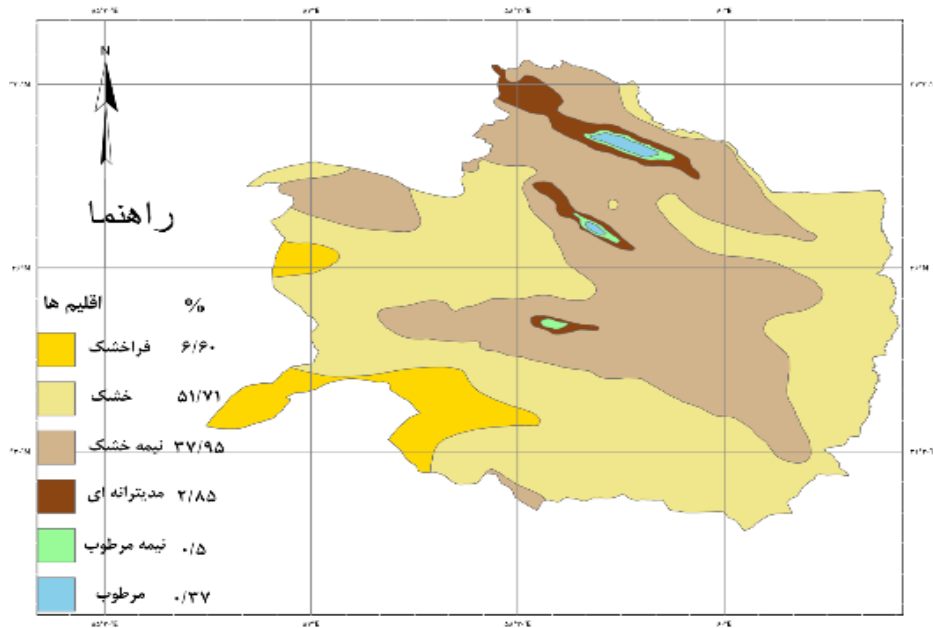 N
راهنما
اقلیم ها %
فراخشک ۶/۶۰
خشک ۵۱/۷۱
نیمه خشک ۳۷/۹۵
مدیترانه ای ۲/۸۵
نیمه مرطوب ۰/۵
مرطوب ۰/۳۷